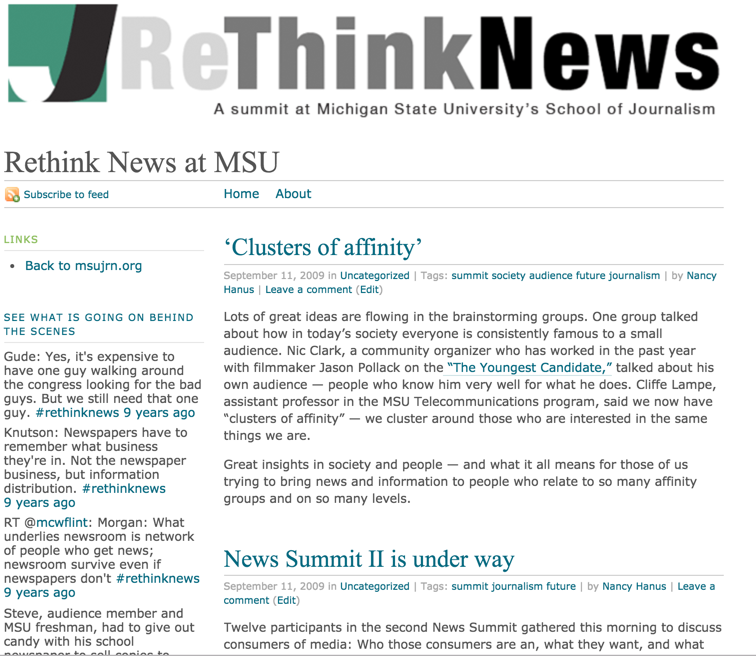 ReThinkNews
A summit at Michigan State University's School of Journalism
Rethink News at MSU
Subscribe to feed
Home About
LINKS
Back to msujrn.org
SEE WHAT IS GOING ON BEHIND
THE SCENES
Gude: Yes, it's expensive to
have one guy walking around
the congress looking for the bad
guys. But we still need that one
guy. #rethinknews 9 years ago
Knutson: Newspapers have to
remember what business
they're in. Not the newspaper
business, but information
distribution. #rethinknews
9 years ago
RT @mcwflint: Morgan: What
underlies newsroom is network
of people who get news;
newsroom survive even if
newspapers don't #rethinknews
9 years ago
Steve, audience member and
MSU freshman, had to give out
candy with his school
newspaper to sell copies to
‘Clusters of affinity’
September 11, 2009 in Uncategorized | Tags: summit society audience future journalism | by Nancy
Hanus | Leave a comment (Edit)
Lots of great ideas are flowing in the brainstorming groups. One group talked
about how in today’s society everyone is consistently famous to a small
audience. Nic Clark, a community organizer who has worked in the past year
with filmmaker Jason Pollack on the “The Youngest Candidate,” talked about his
own audience — people who know him very well for what he does. Cliffe Lampe,
assistant professor in the MSU Telecommunications program, said we now have
“clusters of affinity” — we cluster around those who are interested in the same
things we are.
Great insights in society and people — and what it all means for those of us
trying to bring news and information to people who relate to so many affinity
groups and on so many levels.
News Summit II is under way
September 11, 2009 in Uncategorized | Tags: summit journalism future | by Nancy Hanus | Leave a
comment (Edit)
Twelve participants in the second News Summit gathered this morning to discuss
consumers of media: Who those consumers are an, what they want, and what